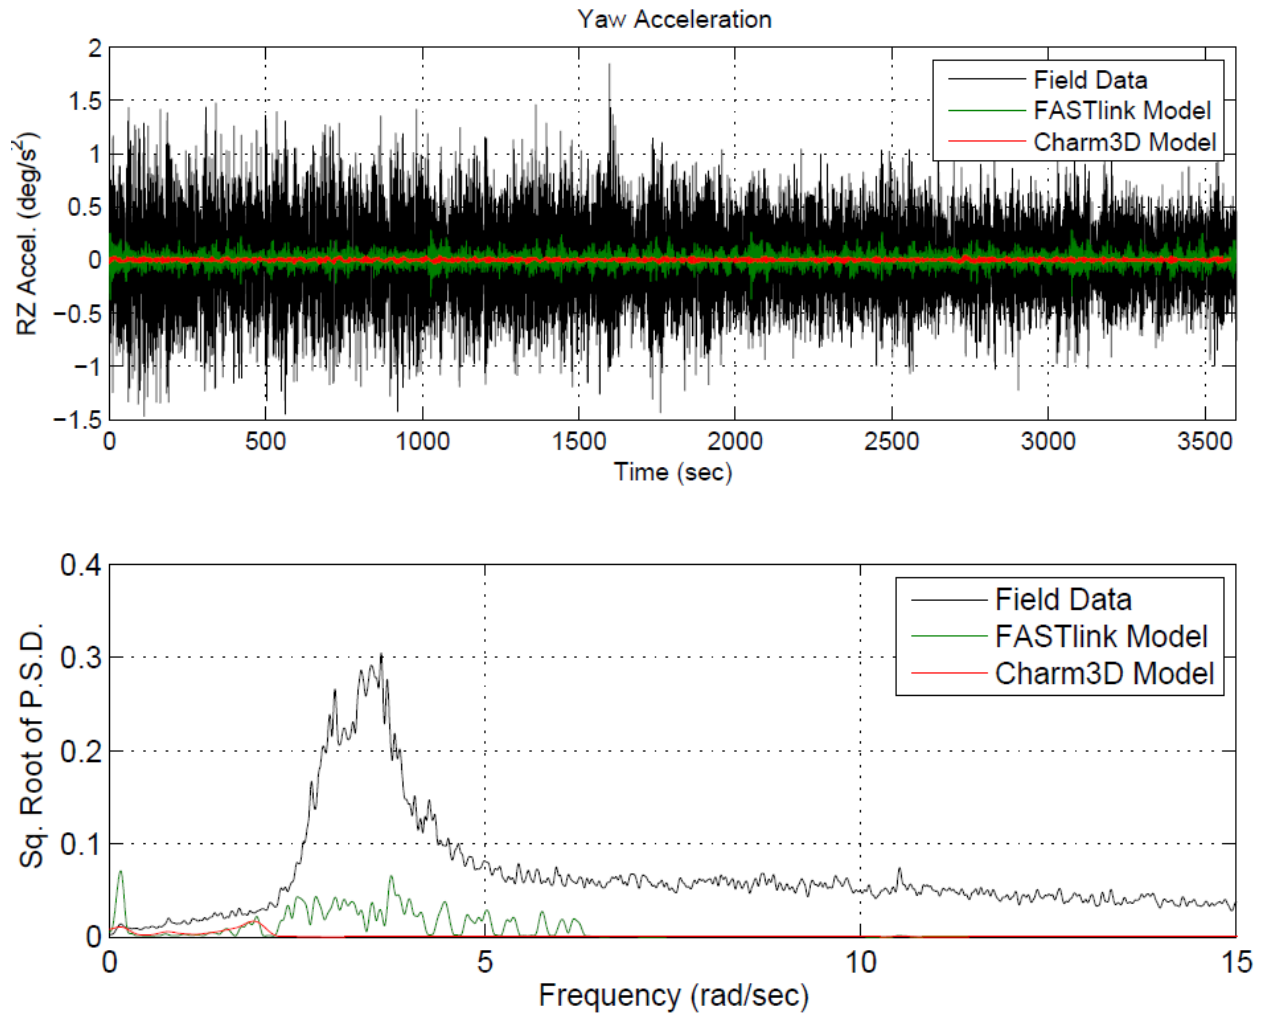 Yaw Acceleration
RZ Accel. (deg/s²)
2
1.5
1
0.5
0
−0.5
−1
−1.5
Field Data
FASTlink Model
Charm3D Model
0 500 1000 1500 2000 2500 3000 3500
Time (sec)
Sq. Root of P.S.D.
0.4
0.3
0.2
0.1
0
Field Data
FASTlink Model
Charm3D Model
0 5 10 15
Frequency (rad/sec)